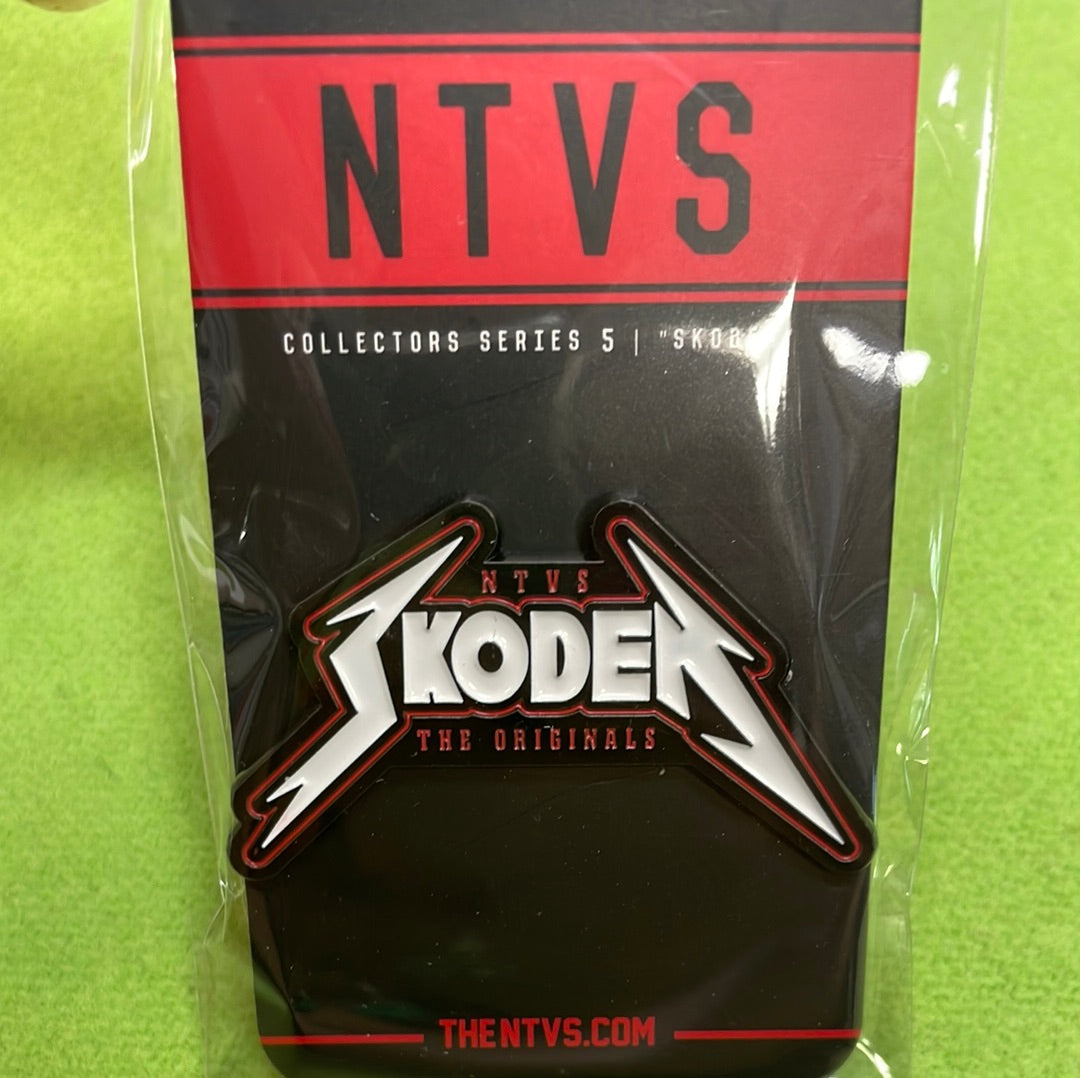 NTVS
COLLECTORS SERIES 5 |
NTVS
SKODEN
THE ORIGINALS
THENTVS.COM